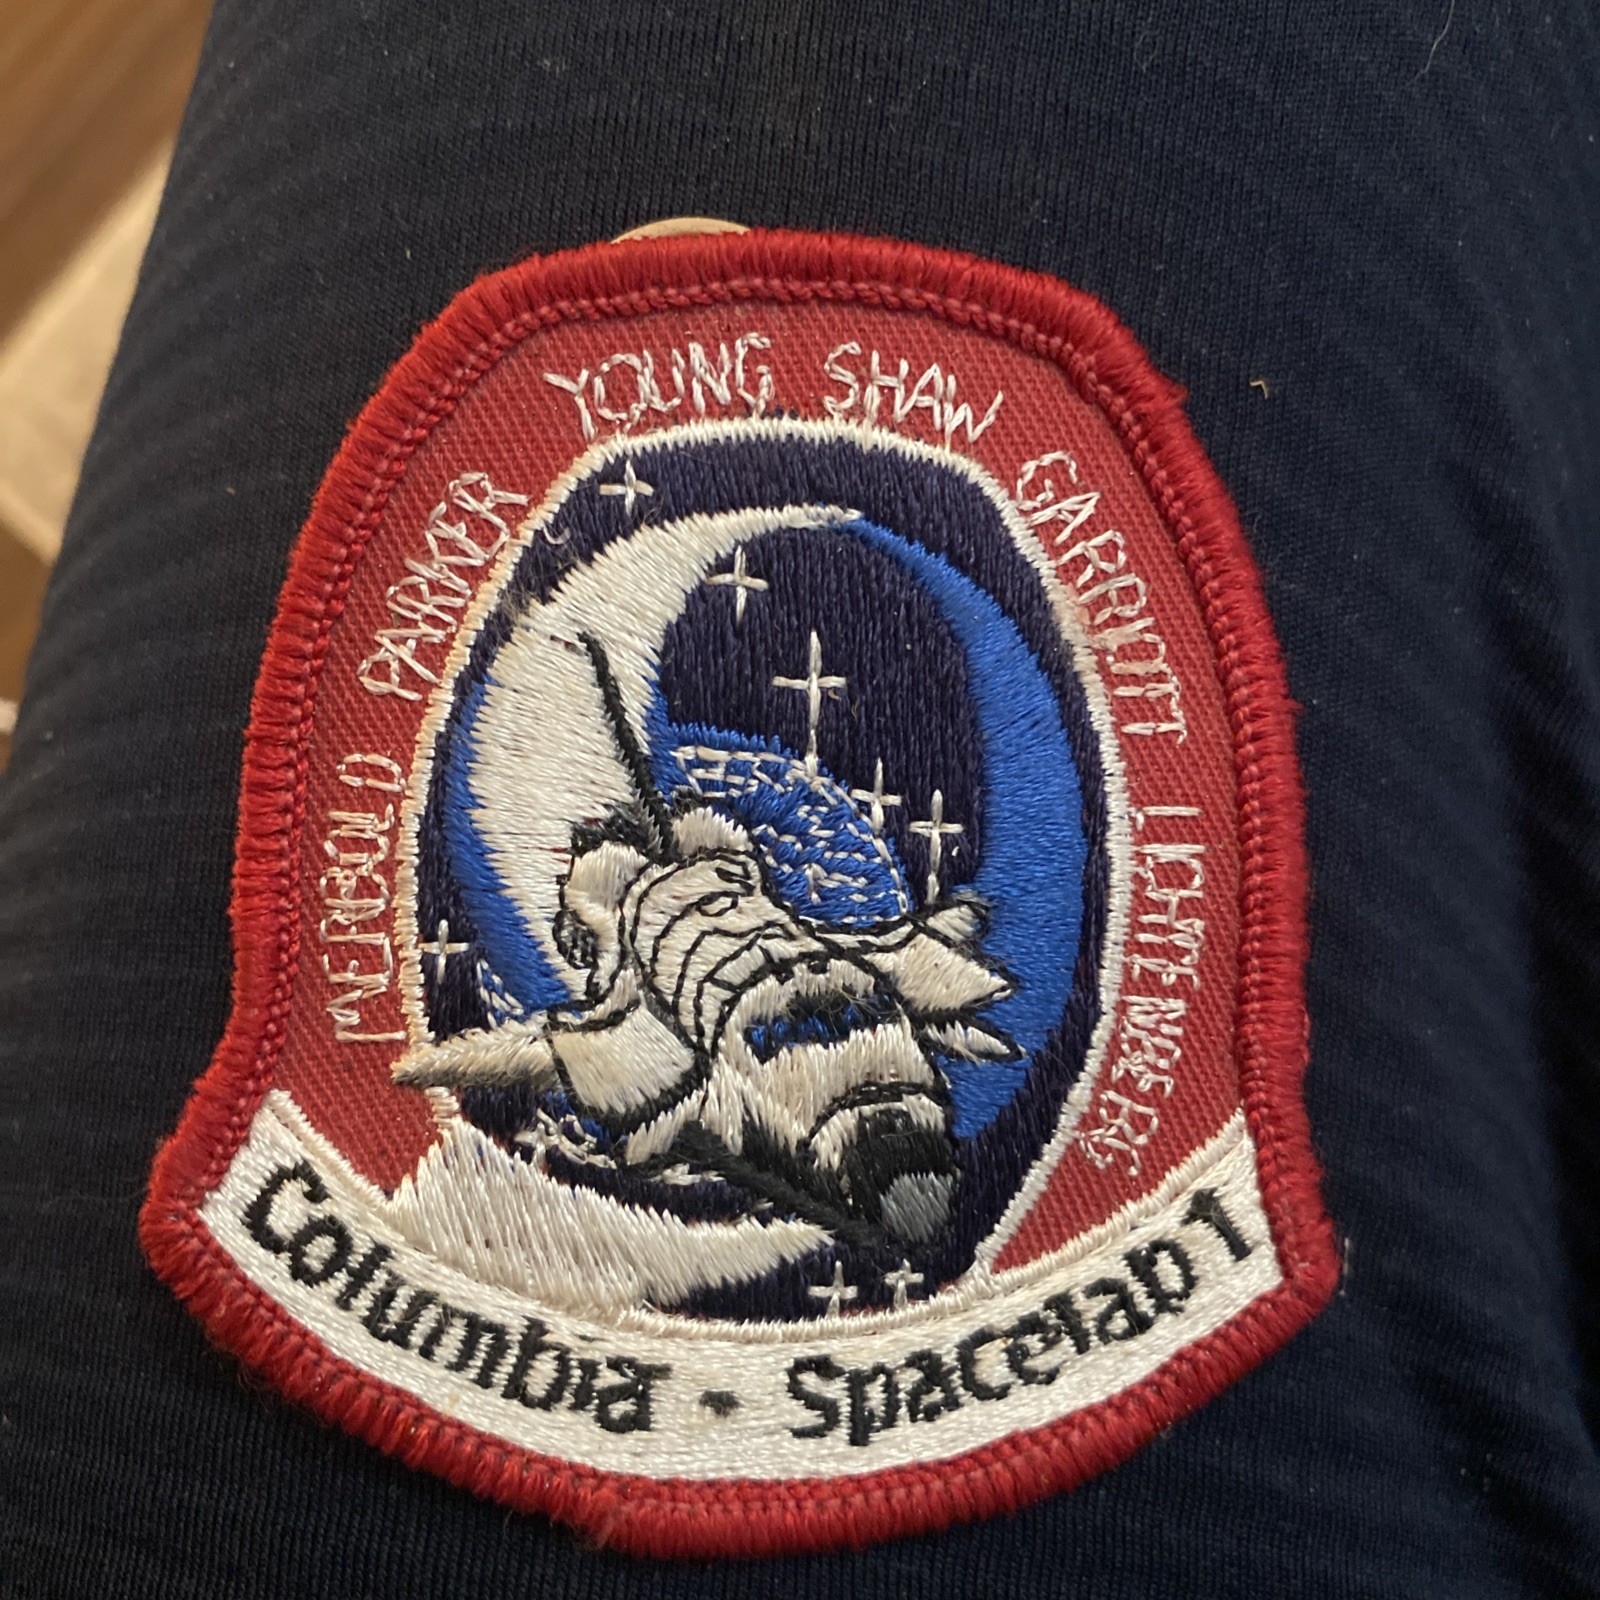 MERBOLD PARKER YOUNG SHAW GARRIOTT LICHTENBERG
Columbia · Spacelab 1